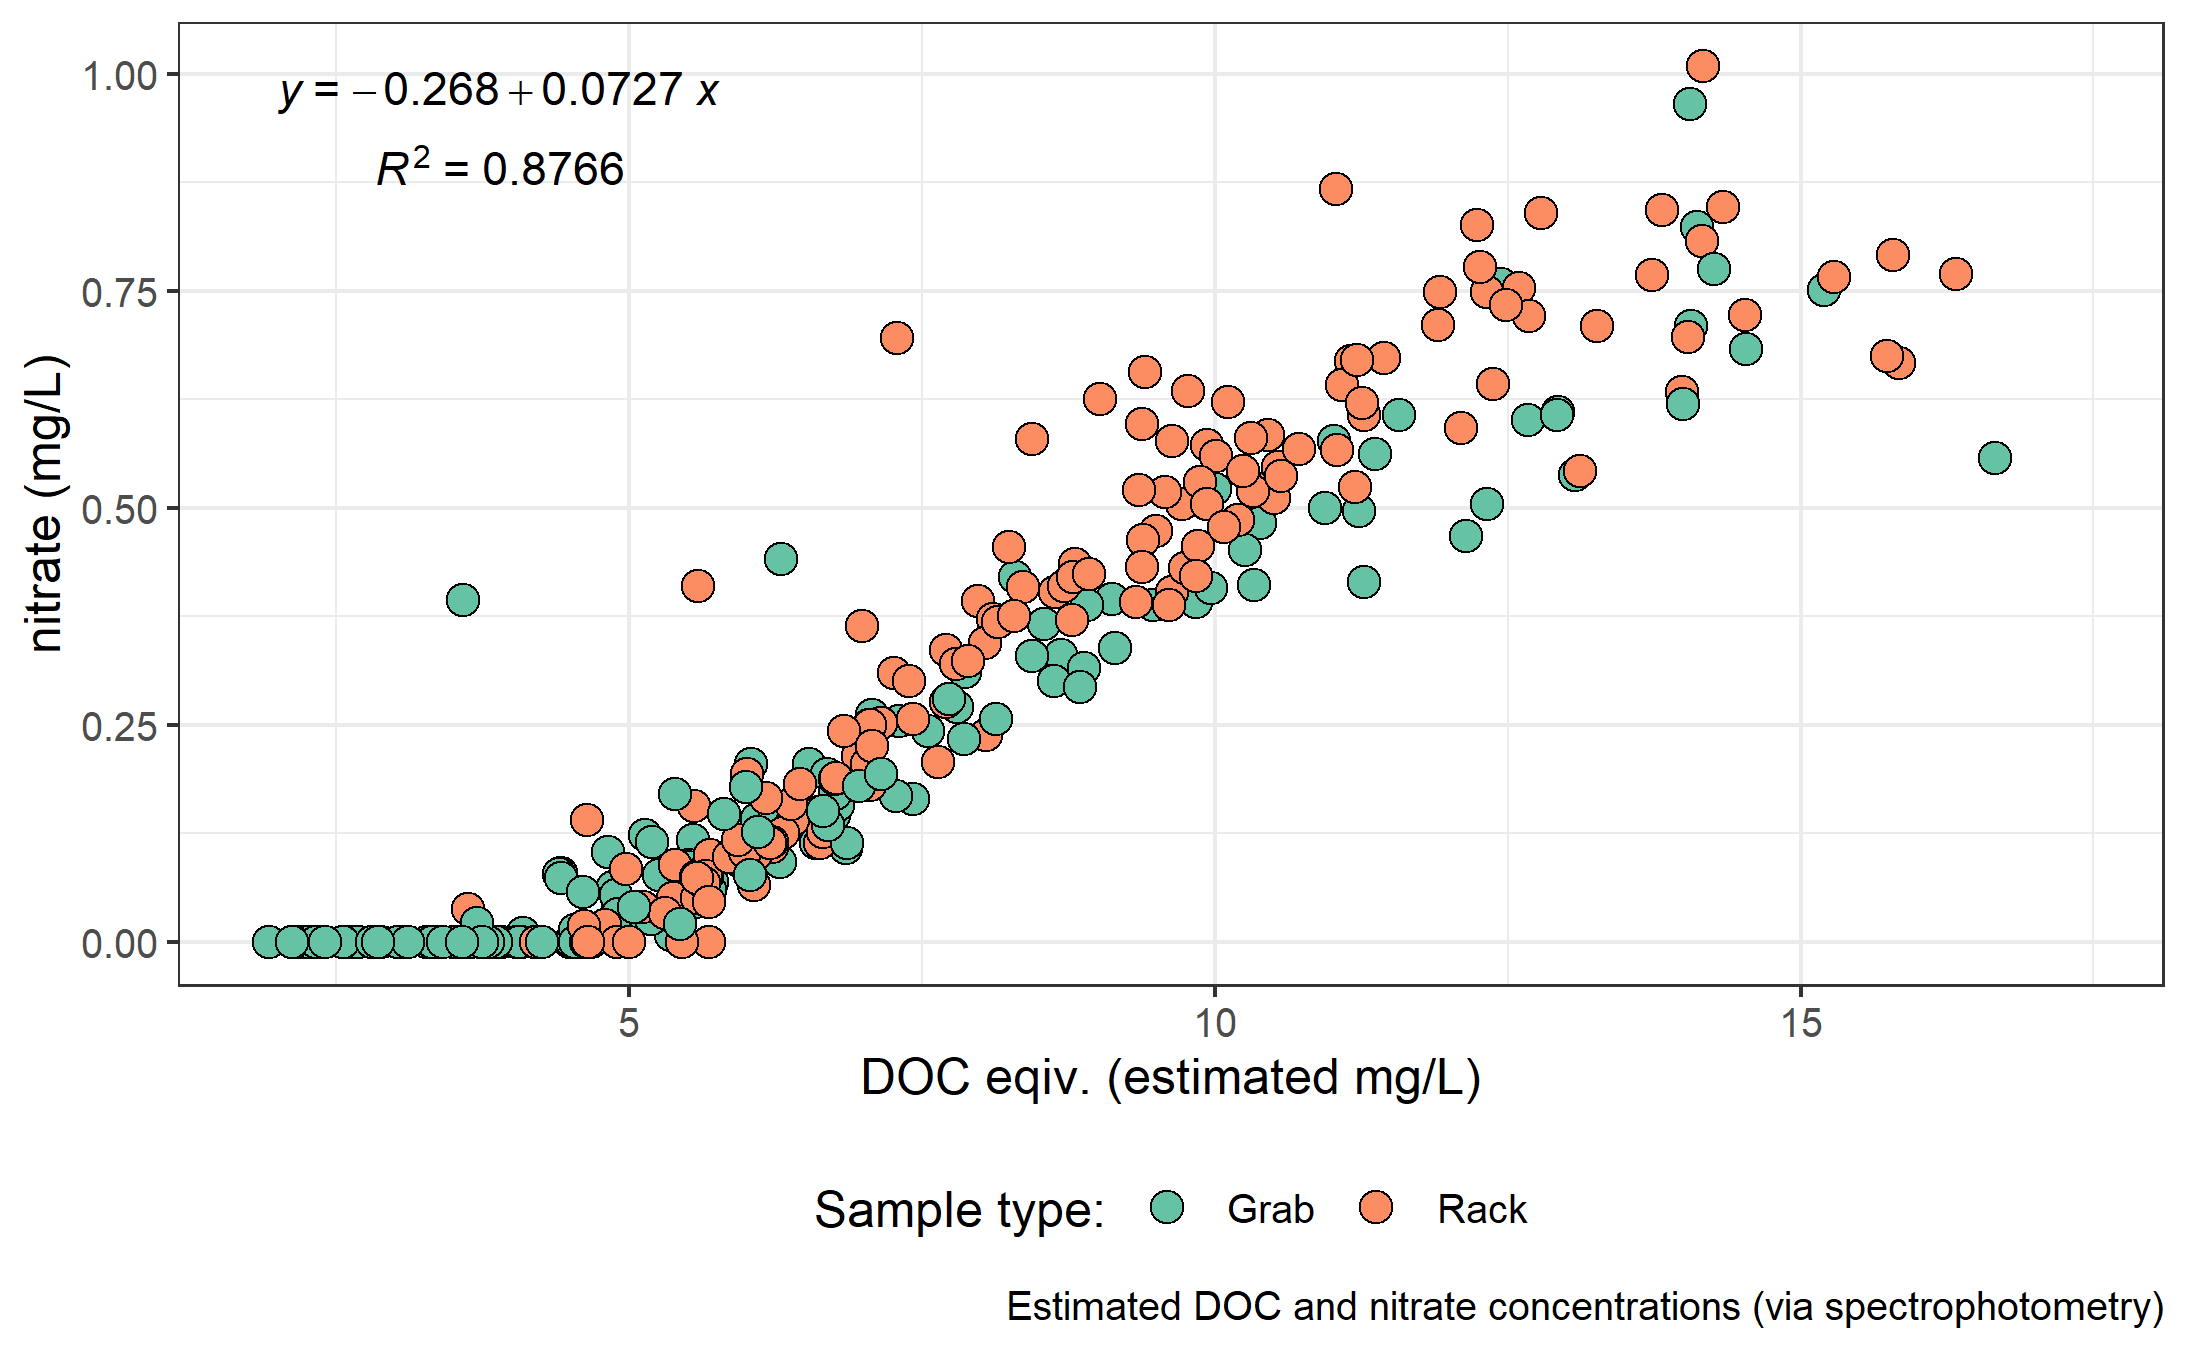 y = −0.268 + 0.0727 x
R² = 0.8766
nitrate (mg/L)
1.00
0.75
0.50
0.25
0.00
5 10 15
DOC eqiv. (estimated mg/L)
Sample type: Grab Rack
Estimated DOC and nitrate concentrations (via spectrophotometry)